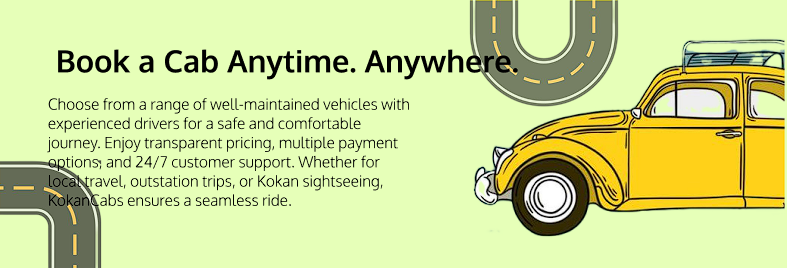 Book a Cab Anytime. Anywhere.
Choose from a range of well-maintained vehicles with
experienced drivers for a safe and comfortable
journey. Enjoy transparent pricing, multiple payment
options, and 24/7 customer support. Whether for
local travel, outstation trips, or Kokan sightseeing,
KokanCabs ensures a seamless ride.